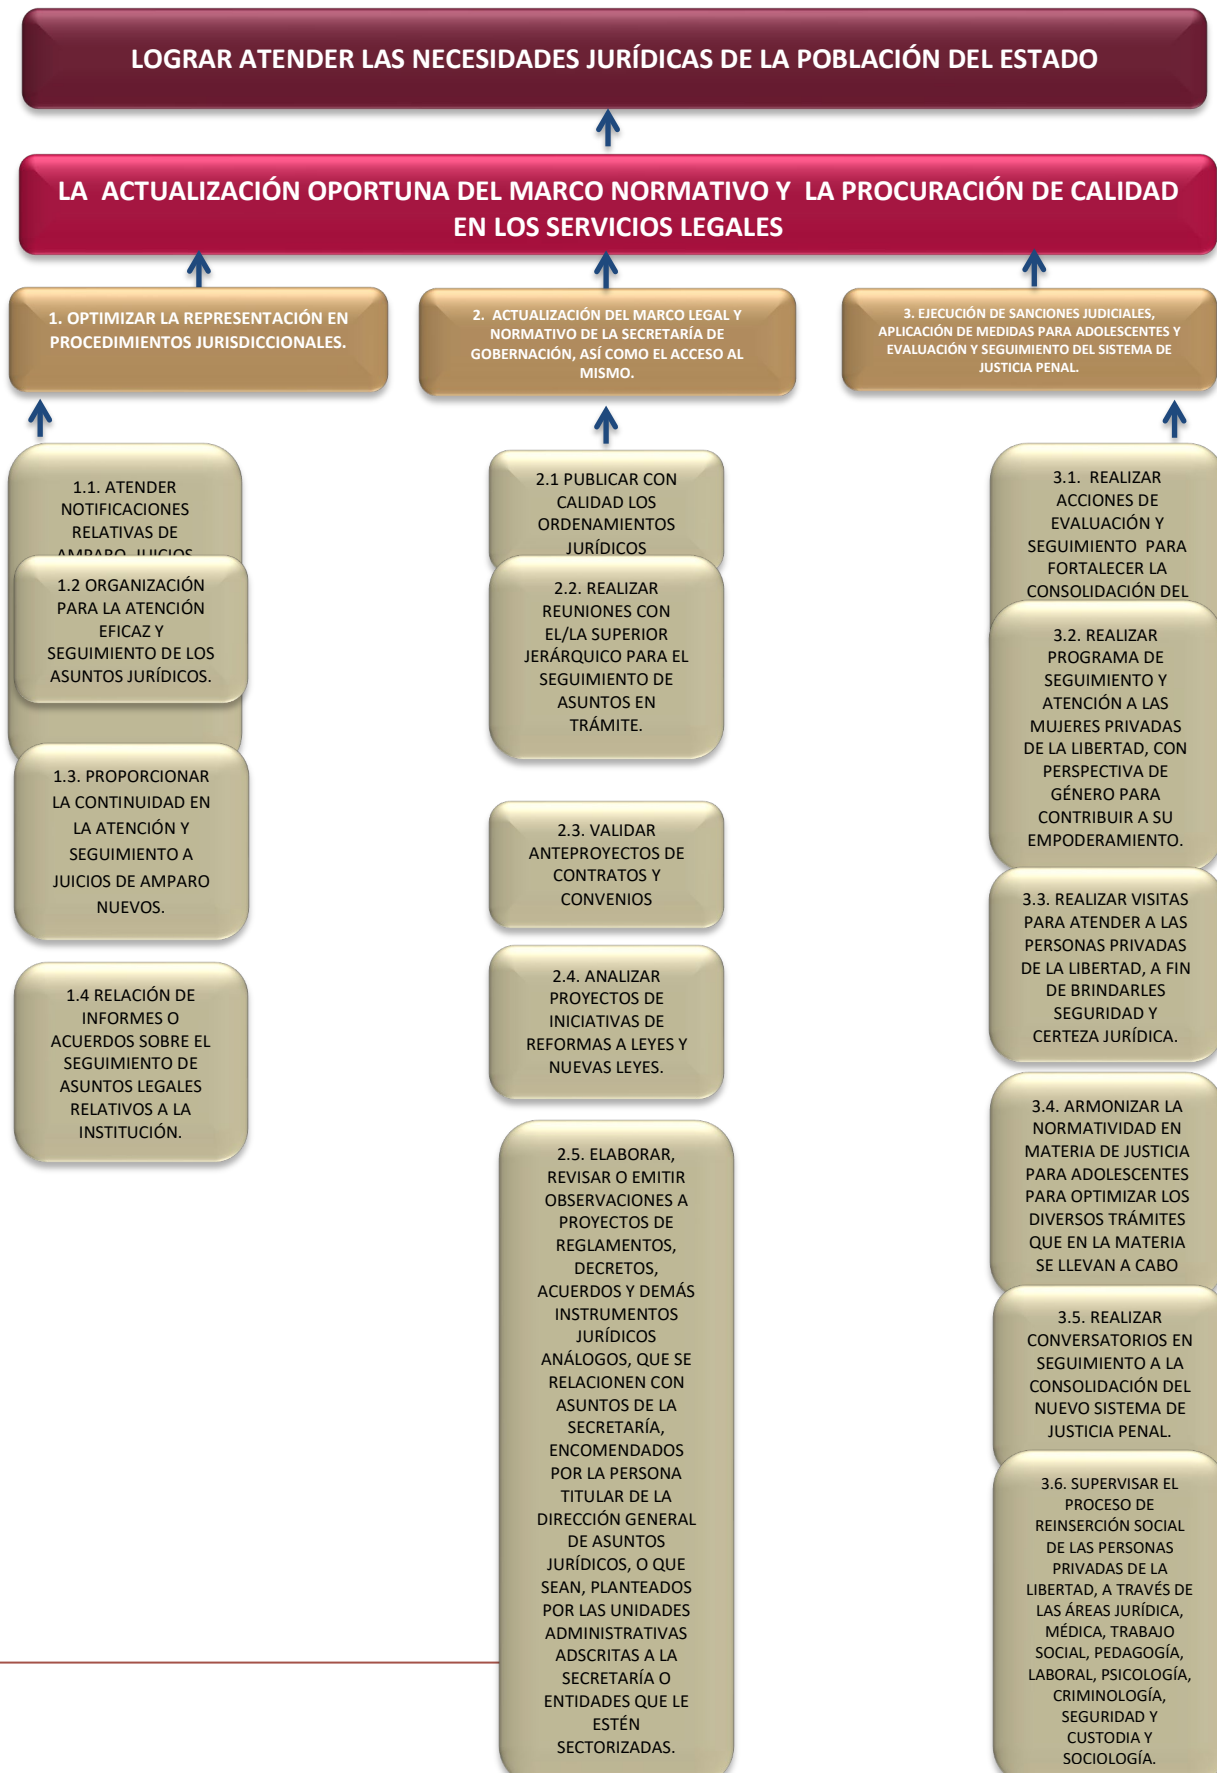 LOGRAR ATENDER LAS NECESIDADES JURÍDICAS DE LA POBLACIÓN DEL ESTADO
LA ACTUALIZACIÓN OPORTUNA DEL MARCO NORMATIVO Y LA PROCURACIÓN DE CALIDAD
EN LOS SERVICIOS LEGALES
1. OPTIMIZAR LA REPRESENTACIÓN EN
PROCEDIMIENTOS JURISDICCIONALES.
2. ACTUALIZACIÓN DEL MARCO LEGAL Y
NORMATIVO DE LA SECRETARÍA DE
GOBERNACIÓN, ASÍ COMO EL ACCESO AL
MISMO.
3. EJECUCIÓN DE SANCIONES JUDICIALES,
APLICACIÓN DE MEDIDAS PARA ADOLESCENTES Y
EVALUACIÓN Y SEGUIMIENTO DEL SISTEMA DE
JUSTICIA PENAL.
1.1. ATENDER
NOTIFICACIONES
RELATIVAS DE
AMPARO, JUICIOS
1.2 ORGANIZACIÓN
PARA LA ATENCIÓN
EFICAZ Y
SEGUIMIENTO DE LOS
ASUNTOS JURÍDICOS.
1.3. PROPORCIONAR
LA CONTINUIDAD EN
LA ATENCIÓN Y
SEGUIMIENTO A
JUICIOS DE AMPARO
NUEVOS.
1.4 RELACIÓN DE
INFORMES O
ACUERDOS SOBRE EL
SEGUIMIENTO DE
ASUNTOS LEGALES
RELATIVOS A LA
INSTITUCIÓN.
2.1 PUBLICAR CON
CALIDAD LOS
ORDENAMIENTOS
JURÍDICOS
2.2. REALIZAR
REUNIONES CON
EL/LA SUPERIOR
JERÁRQUICO PARA EL
SEGUIMIENTO DE
ASUNTOS EN
TRÁMITE.
2.3. VALIDAR
ANTEPROYECTOS DE
CONTRATOS Y
CONVENIOS
2.4. ANALIZAR
PROYECTOS DE
INICIATIVAS DE
REFORMAS A LEYES Y
NUEVAS LEYES.
2.5. ELABORAR,
REVISAR O EMITIR
OBSERVACIONES A
PROYECTOS DE
REGLAMENTOS,
DECRETOS,
ACUERDOS Y DEMÁS
INSTRUMENTOS
JURÍDICOS
ANÁLOGOS, QUE SE
RELACIONEN CON
ASUNTOS DE LA
SECRETARÍA,
ENCOMENDADOS
POR LA PERSONA
TITULAR DE LA
DIRECCIÓN GENERAL
DE ASUNTOS
JURÍDICOS, O QUE
SEAN, PLANTEADOS
POR LAS UNIDADES
ADMINISTRATIVAS
ADSCRITAS A LA
SECRETARÍA O
ENTIDADES QUE LE
ESTÉN
SECTORIZADAS.
3.1. REALIZAR
ACCIONES DE
EVALUACIÓN Y
SEGUIMIENTO PARA
FORTALECER LA
CONSOLIDACIÓN DEL
3.2. REALIZAR
PROGRAMA DE
SEGUIMIENTO Y
ATENCIÓN A LAS
MUJERES PRIVADAS
DE LA LIBERTAD, CON
PERSPECTIVA DE
GÉNERO PARA
CONTRIBUIR A SU
EMPODERAMIENTO.
3.3. REALIZAR VISITAS
PARA ATENDER A LAS
PERSONAS PRIVADAS
DE LA LIBERTAD, A FIN
DE BRINDARLES
SEGURIDAD Y
CERTEZA JURÍDICA.
3.4. ARMONIZAR LA
NORMATIVIDAD EN
MATERIA DE JUSTICIA
PARA ADOLESCENTES
PARA OPTIMIZAR LOS
DIVERSOS TRÁMITES
QUE EN LA MATERIA
SE LLEVAN A CABO
3.5. REALIZAR
CONVERSATORIOS EN
SEGUIMIENTO A LA
CONSOLIDACIÓN DEL
NUEVO SISTEMA DE
JUSTICIA PENAL.
3.6. SUPERVISAR EL
PROCESO DE
REINSERCIÓN SOCIAL
DE LAS PERSONAS
PRIVADAS DE LA
LIBERTAD, A TRAVÉS DE
LAS ÁREAS JURÍDICA,
MÉDICA, TRABAJO
SOCIAL, PEDAGOGÍA,
LABORAL, PSICOLOGÍA,
CRIMINOLOGÍA,
SEGURIDAD Y
CUSTODIA Y
SOCIOLOGÍA.